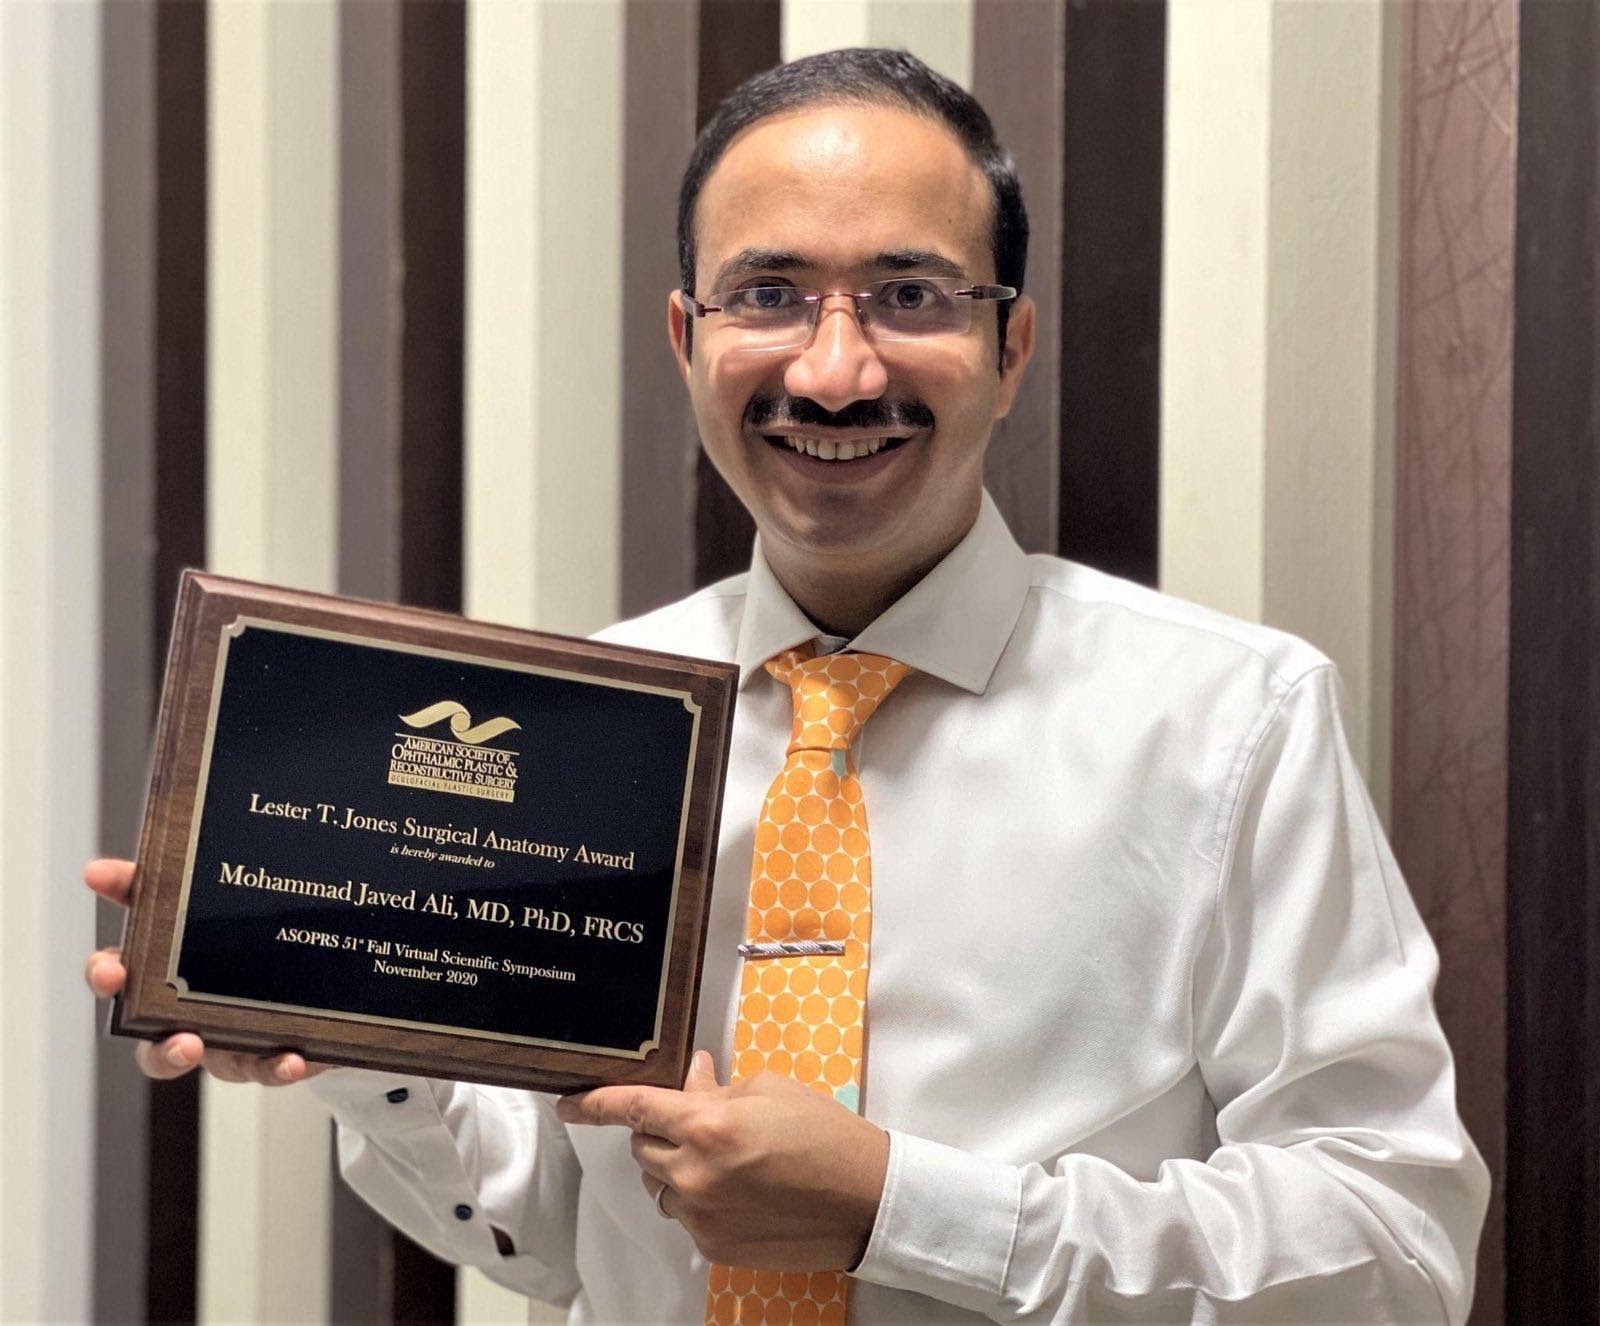 AMERICAN SOCIETY OF
OPHTHALMIC PLASTIC &
RECONSTRUCTIVE SURGERY
OCULOFACIAL PLASTIC SURGERY
Lester T. Jones Surgical Anatomy Award
is hereby awarded to
Mohammad Javed Ali, MD, PhD, FRCS
ASOPRS 51st Fall Virtual Scientific Symposium
November 2020